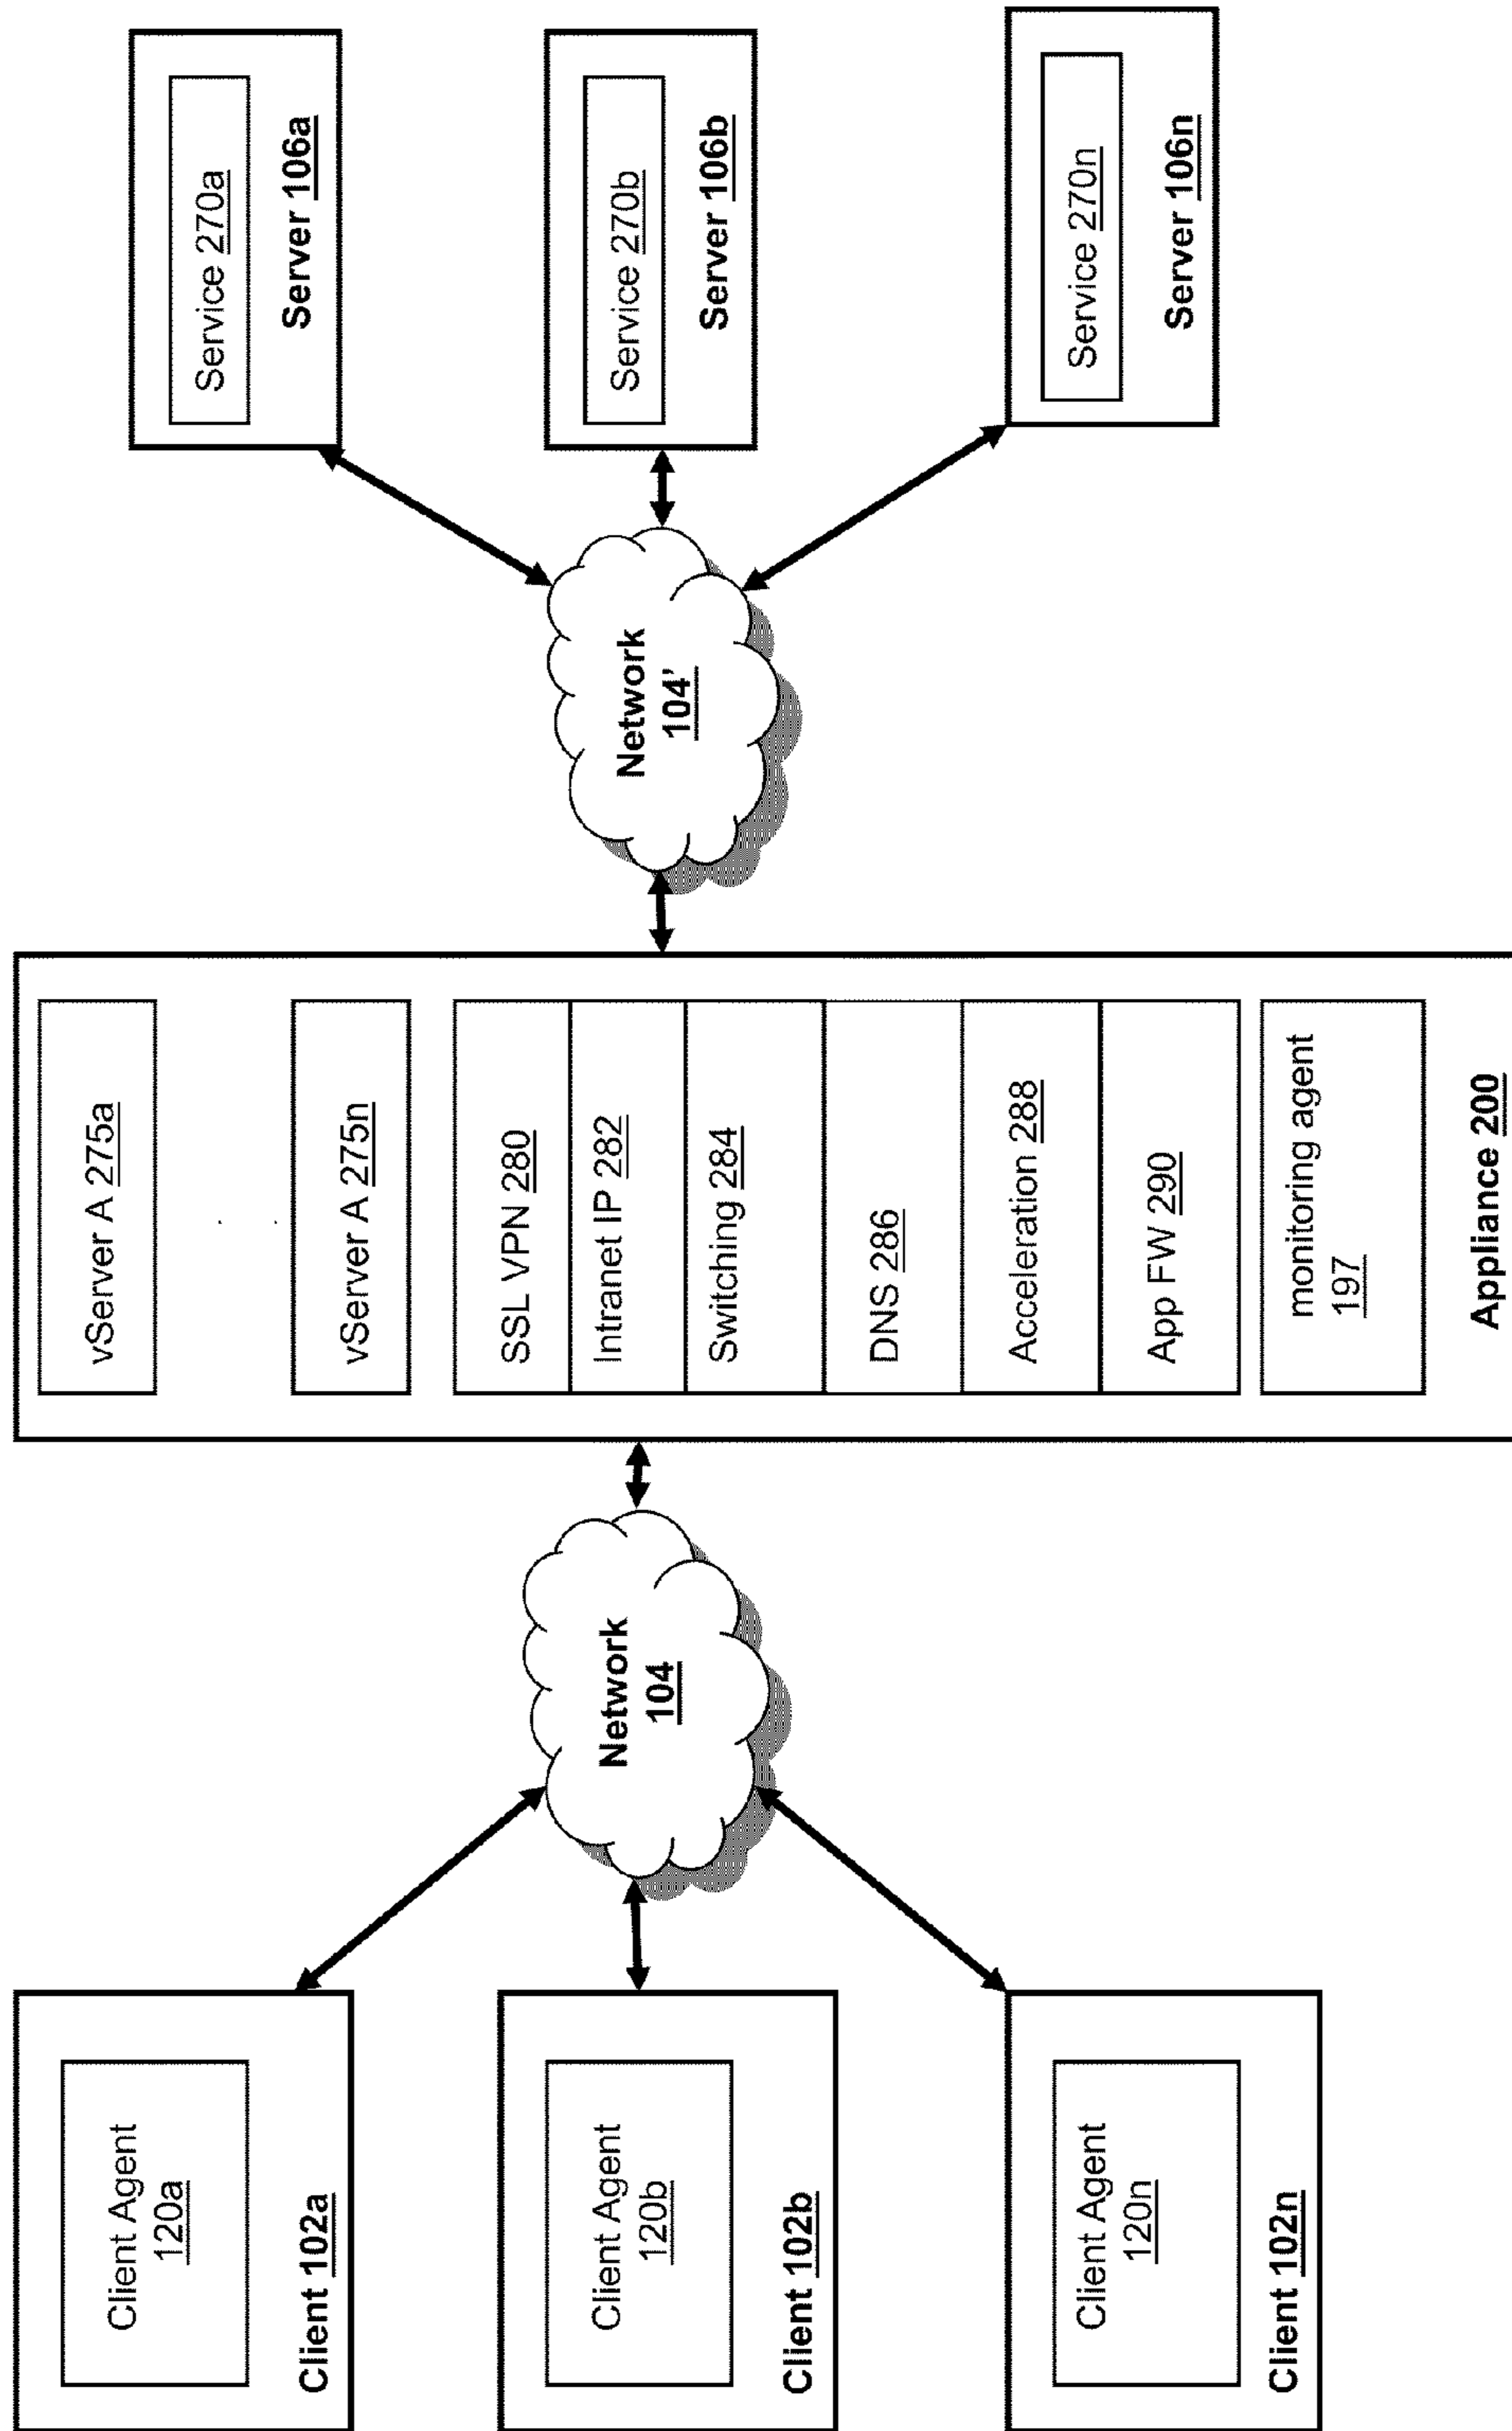 Client Agent
120a
Client 102a
Client Agent
120b
Client 102b
Client Agent
120n
Client 102n
Network
104
vServer A 275a
vServer A 275n
SSL VPN 280
Intranet IP 282
Switching 284
DNS 286
Acceleration 288
App FW 290
monitoring agent
197
Appliance 200
Network
104'
Service 270a
Server 106a
Service 270b
Server 106b
Service 270n
Server 106n